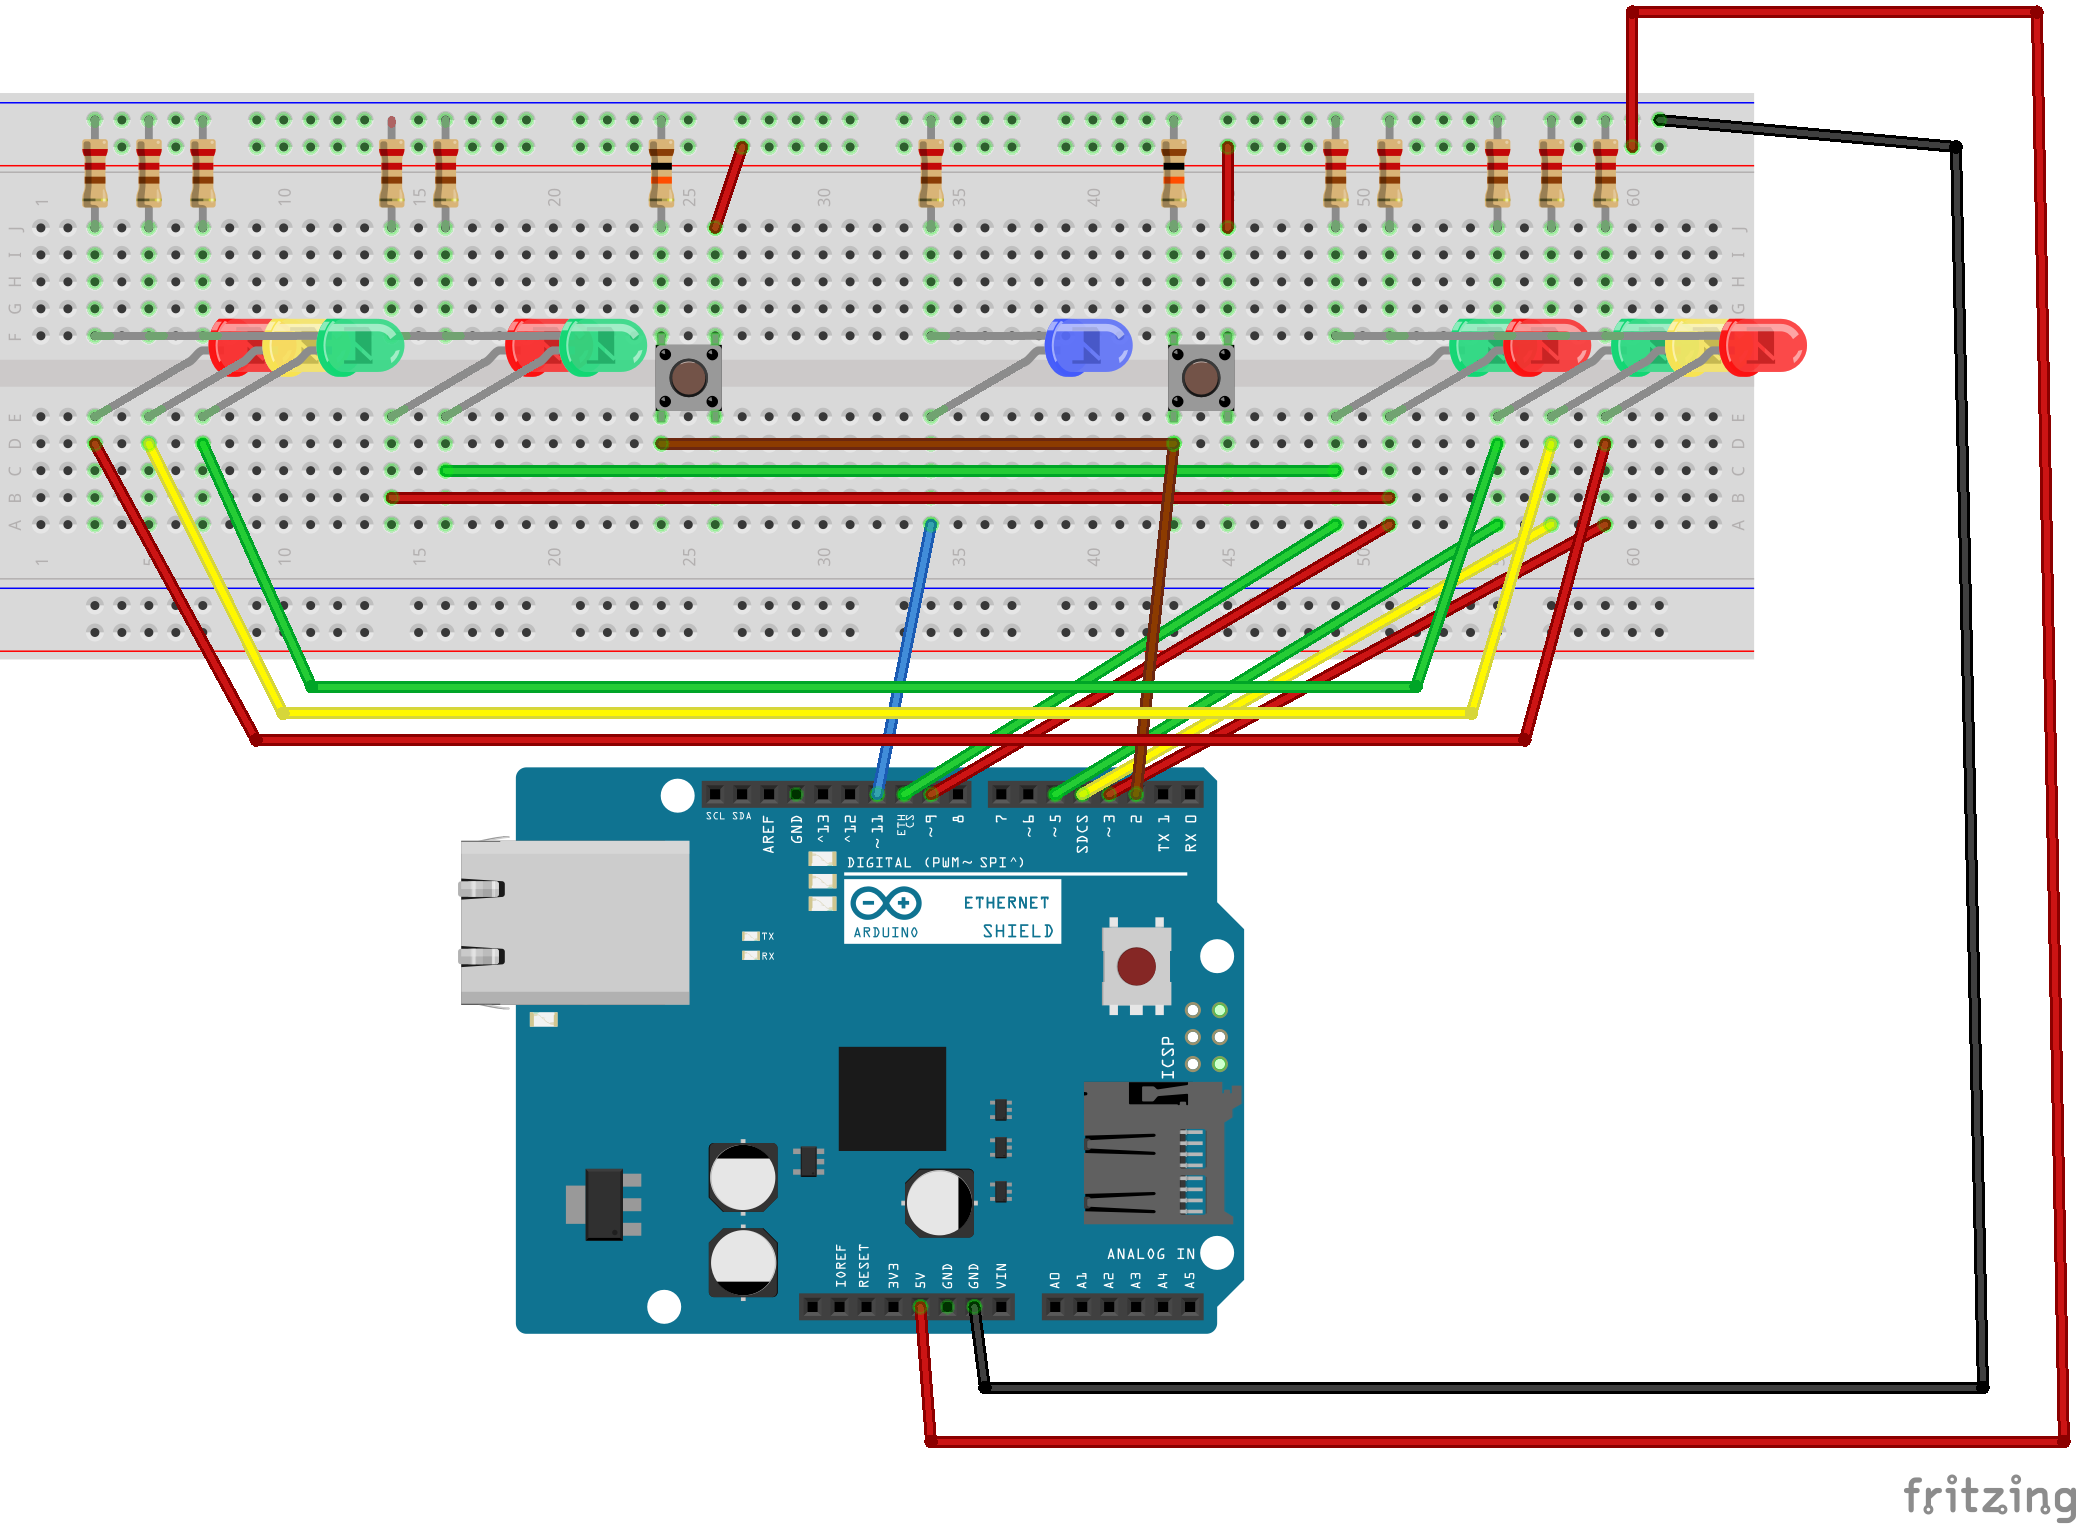 1 5 10 15 20 25 30 35 40 45 50 55 60
J J
I I
H H
G G
F F
E E
D D
C C
B B
A A
1 5 10 15 20 25 30 35 40 45 50 55 60
SCL SDA AREF GND ^13 ^12 ~11 ETH CS ~9 8 7 ~6 ~5 SDCS ~3 2 TX 1 RX 0
DIGITAL (PWM~ SPI^)
ETHERNET
ARDUINO SHIELD
TX
RX
ICSP
ANALOG IN
IOREF RESET 3V3 5V GND GND VIN A0 A1 A2 A3 A4 A5
fritzing